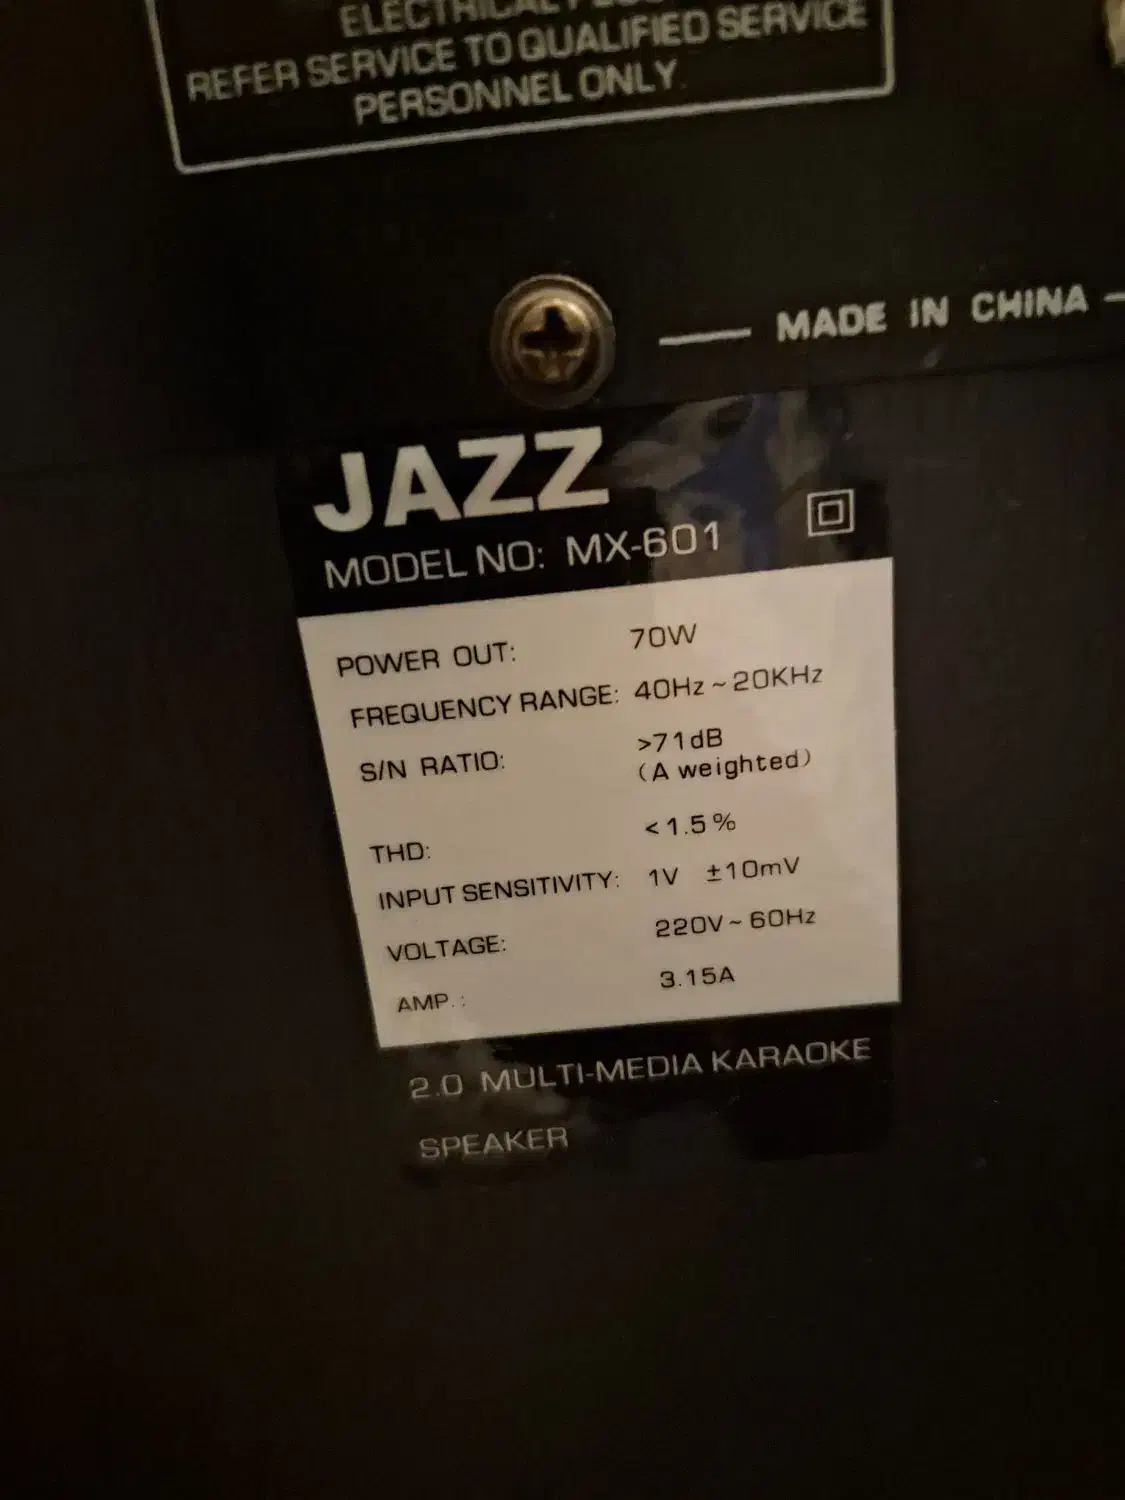 ELECTRICAL
REFER SERVICE TO QUALIFIED SERVICE
PERSONNEL ONLY.
MADE IN CHINA
JAZZ
MODEL NO: MX-601
POWER OUT: 70W
FREQUENCY RANGE: 40Hz ~ 20KHz
S/N RATIO: >71dB
(A weighted)
THD: <1.5%
INPUT SENSITIVITY: 1V ±10mV
VOLTAGE: 220V~60Hz
AMP.: 3.15A
2.0 MULTI-MEDIA KARAOKE
SPEAKER